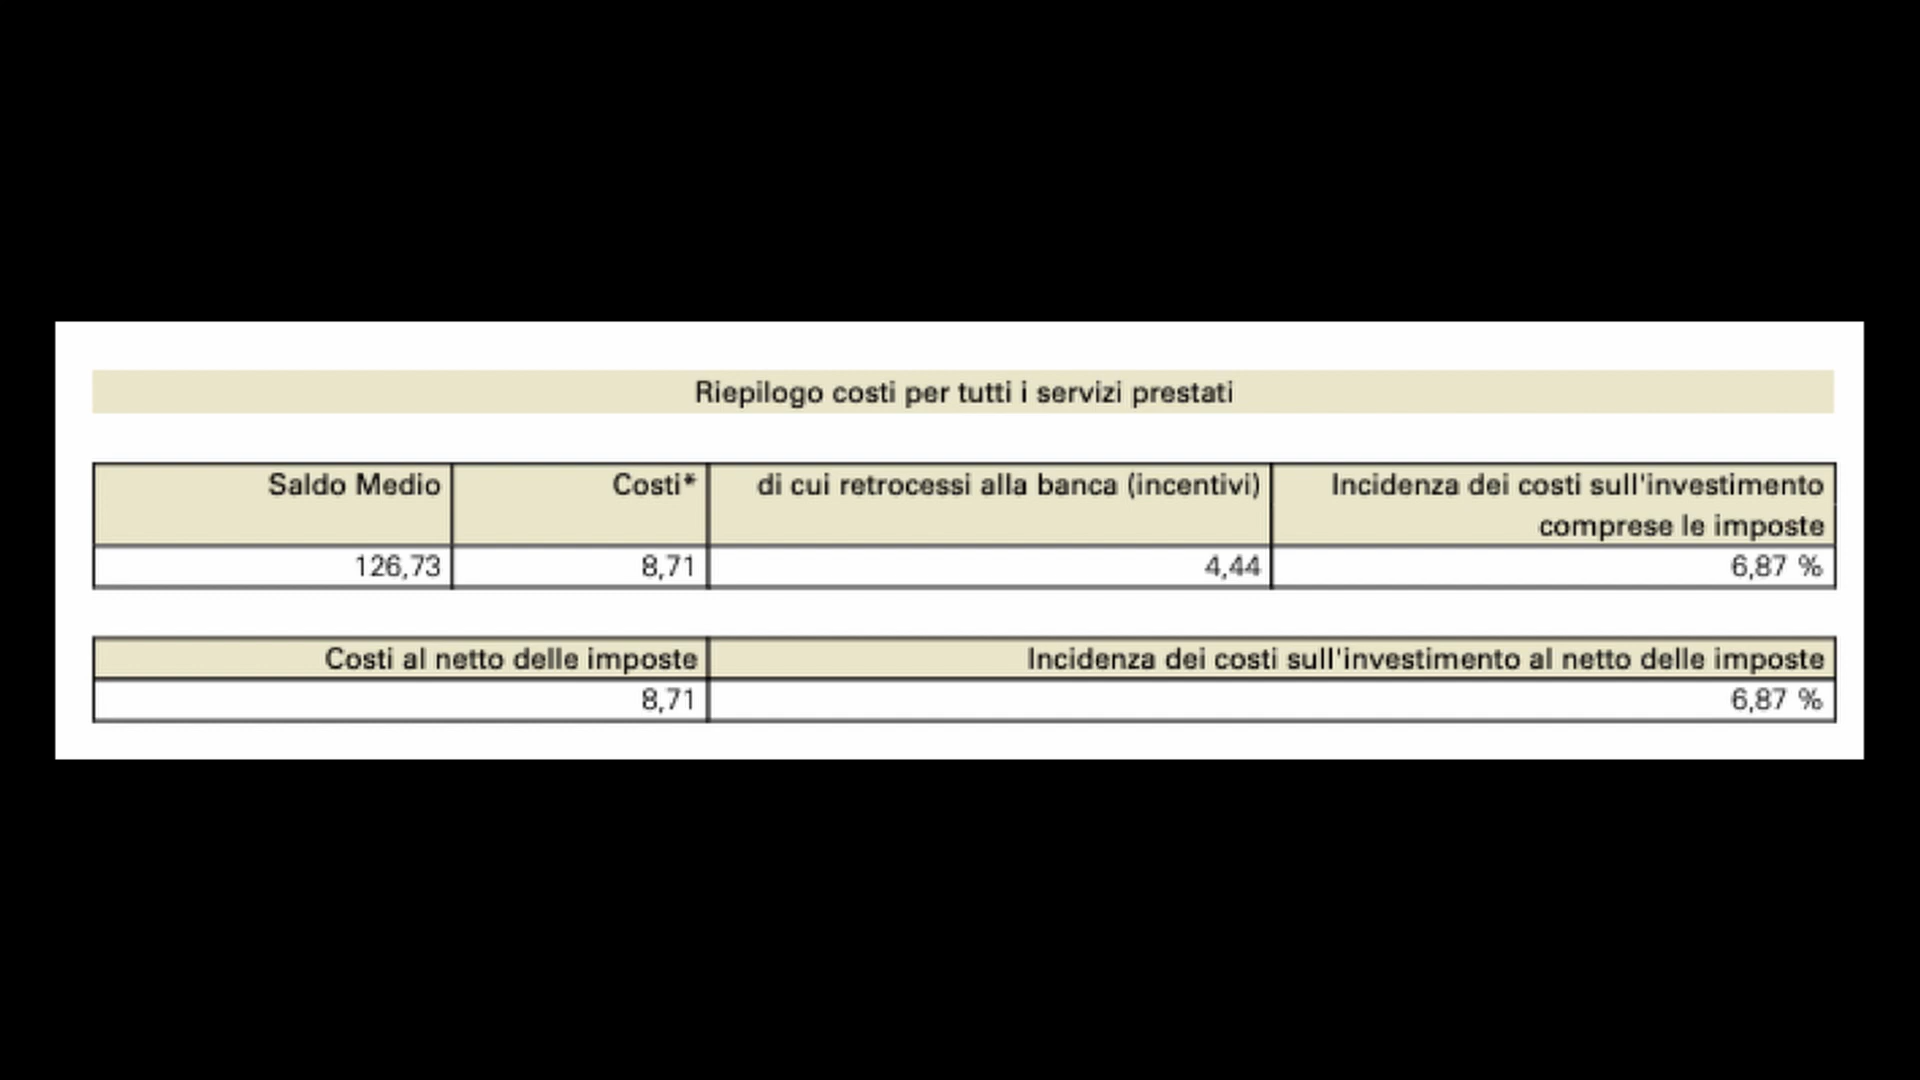 Riepilogo costi per tutti i servizi prestati
Saldo Medio Costi* di cui retrocessi alla banca (incentivi) Incidenza dei costi sull'investimento
comprese le imposte
126,73 8,71 4,44 6,87 %
Costi al netto delle imposte Incidenza dei costi sull'investimento al netto delle imposte
8,71 6,87 %